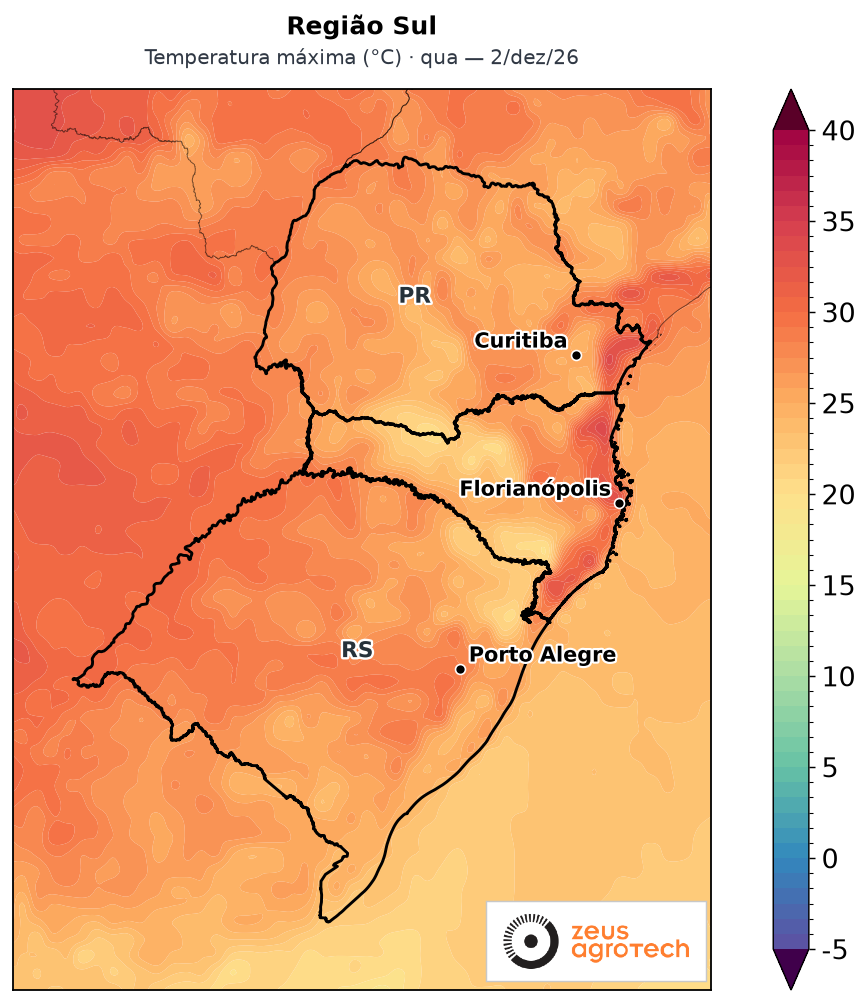 Região Sul
Temperatura máxima (°C) · qua — 2/dez/26
PR
Curitiba
Florianópolis
RS
Porto Alegre
40
35
30
25
20
15
10
5
0
-5
zeus
agrotech